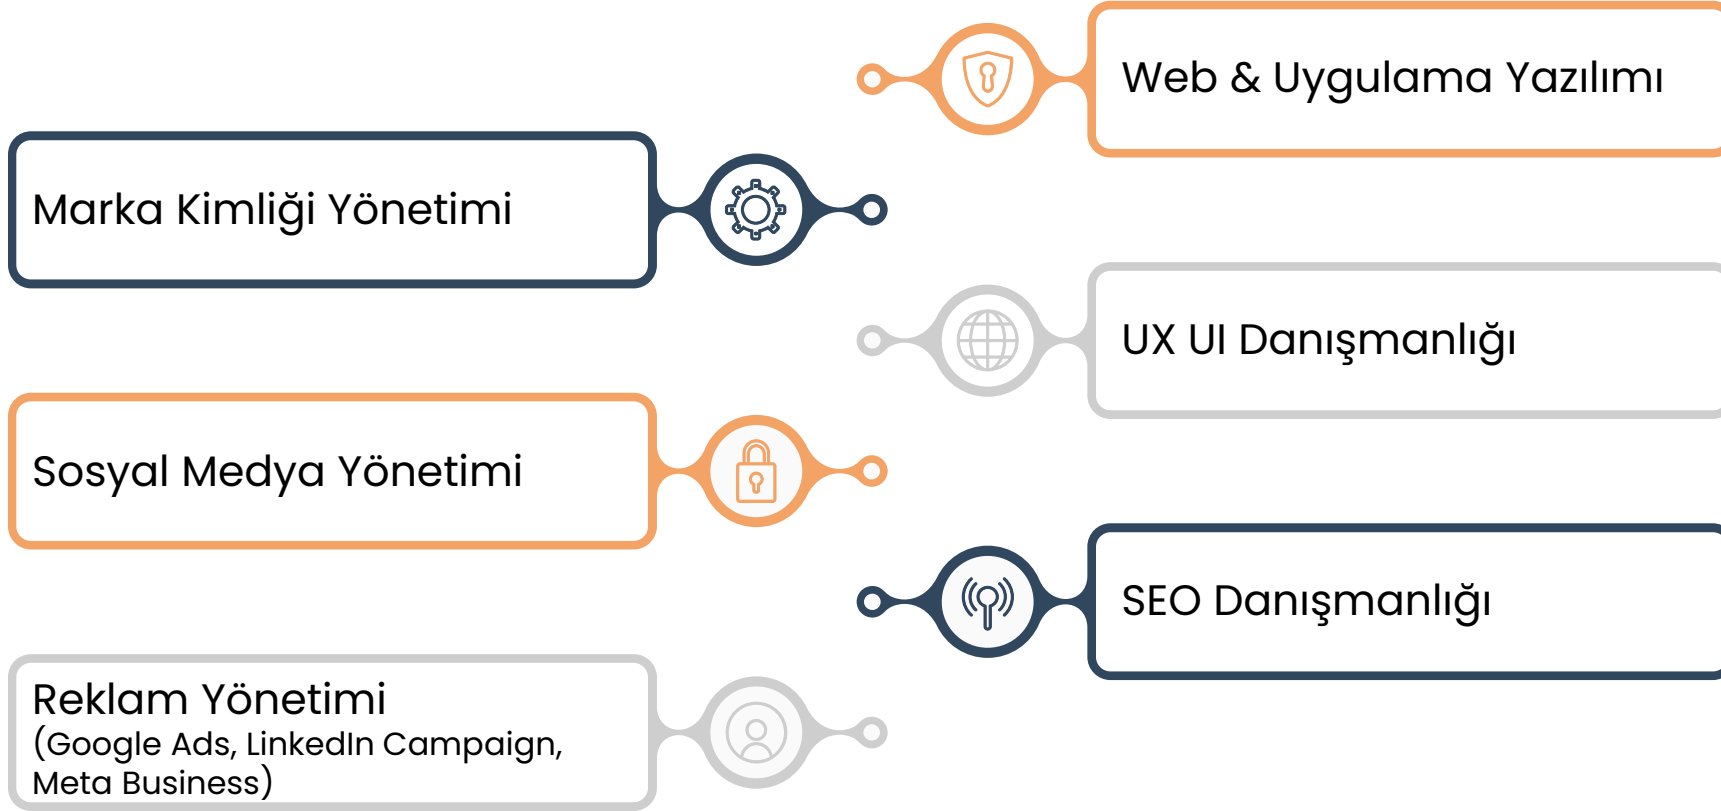 Web & Uygulama Yazılımı
Marka Kimliği Yönetimi
UX UI Danışmanlığı
Sosyal Medya Yönetimi
SEO Danışmanlığı
Reklam Yönetimi
(Google Ads, LinkedIn Campaign,
Meta Business)